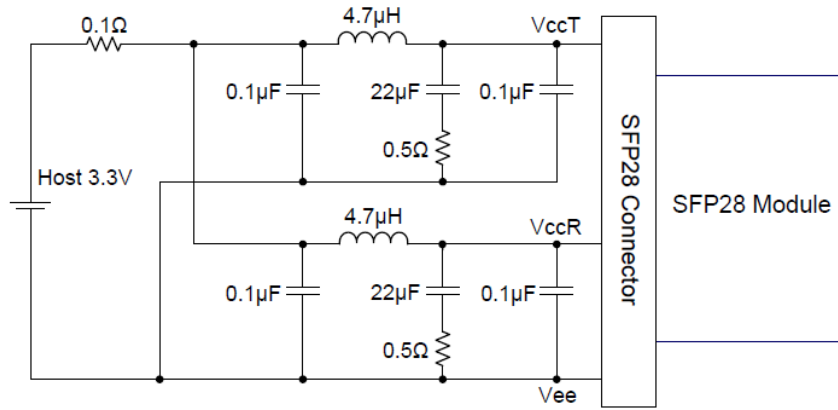 0.1Ω
4.7µH
VccT
0.1µF
22µF
0.1µF
0.5Ω
Host 3.3V
4.7µH
VccR
0.1µF
22µF
0.1µF
0.5Ω
Vee
SFP28 Connector
SFP28 Module